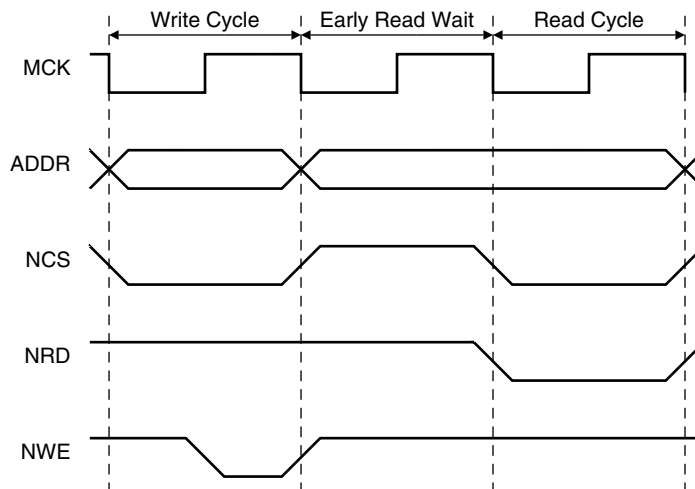 Write Cycle Early Read Wait Read Cycle
MCK
ADDR
NCS
NRD
NWE